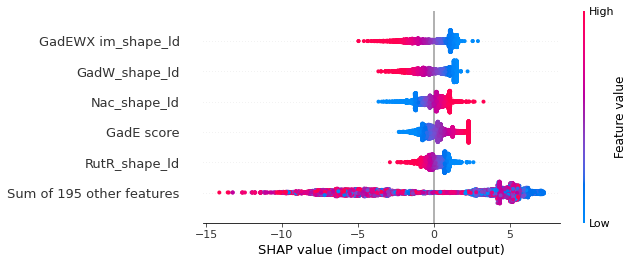 High
GadEWX im_shape_ld
GadW_shape_ld
Nac_shape_ld
GadE score
RutR_shape_ld
Sum of 195 other features
Feature value
Low
−15 −10 −5 0 5
SHAP value (impact on model output)